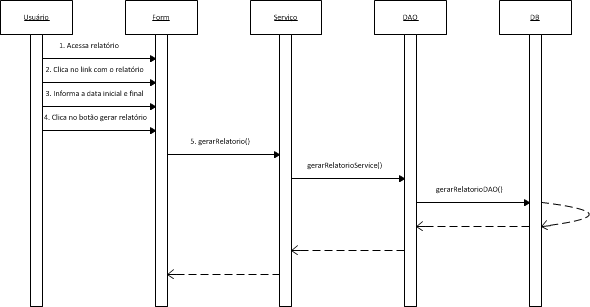 Usuário
Form
Serviço
DAO
DB
1. Acessa relatório
2. Clica no link com o relatório
3. Informa a data inicial e final
4. Clica no botão gerar relatório
5. gerarRelatorio()
gerarRelatorioService()
gerarRelatorioDAO()